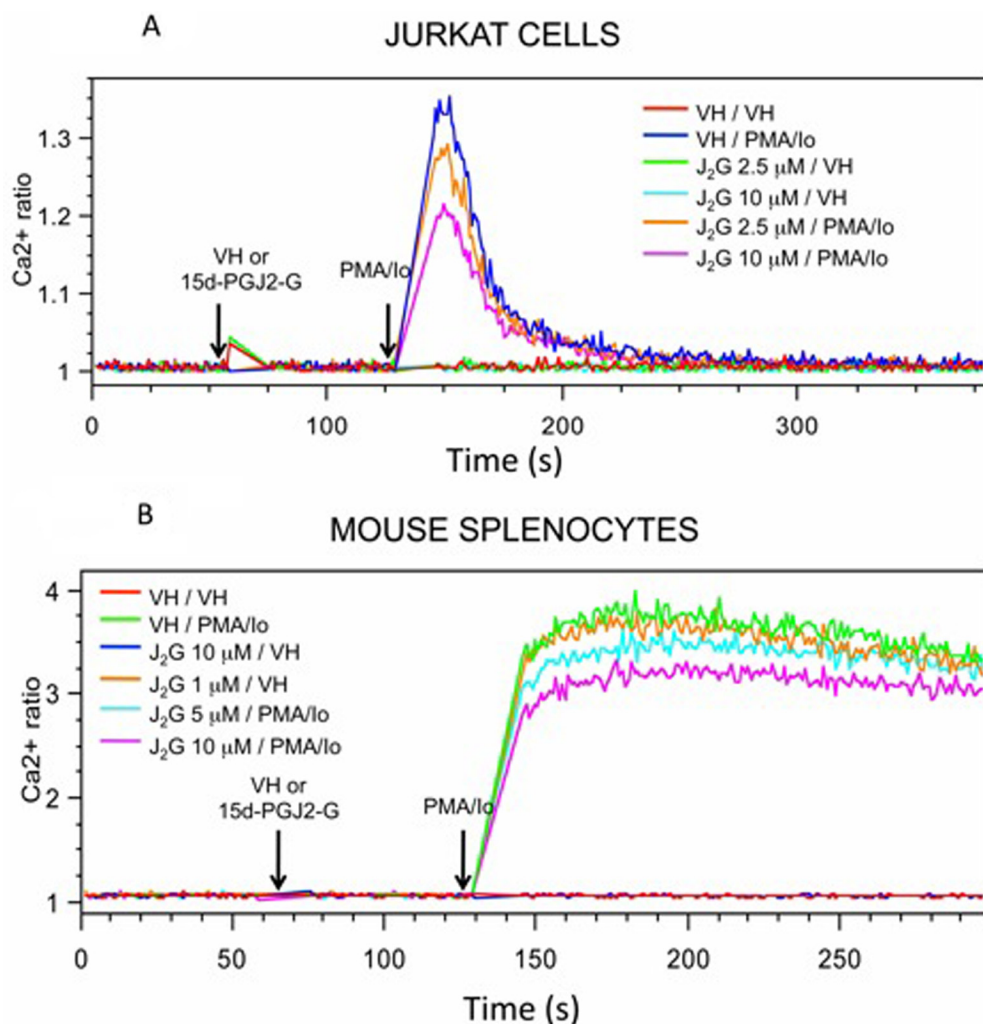 A
JURKAT CELLS
Ca2+ ratio
1.3
1.2
1.1
1
VH or
15d-PGJ2-G
PMA/Io
VH / VH
VH / PMA/Io
J₂G 2.5 µM / VH
J₂G 10 µM / VH
J₂G 2.5 µM / PMA/Io
J₂G 10 µM / PMA/Io
0 100 200 300
Time (s)
B
MOUSE SPLENOCYTES
Ca2+ ratio
4
3
2
1
VH / VH
VH / PMA/Io
J₂G 10 µM / VH
J₂G 1 µM / VH
J₂G 5 µM / PMA/Io
J₂G 10 µM / PMA/Io
VH or
15d-PGJ2-G
PMA/Io
0 50 100 150 200 250
Time (s)